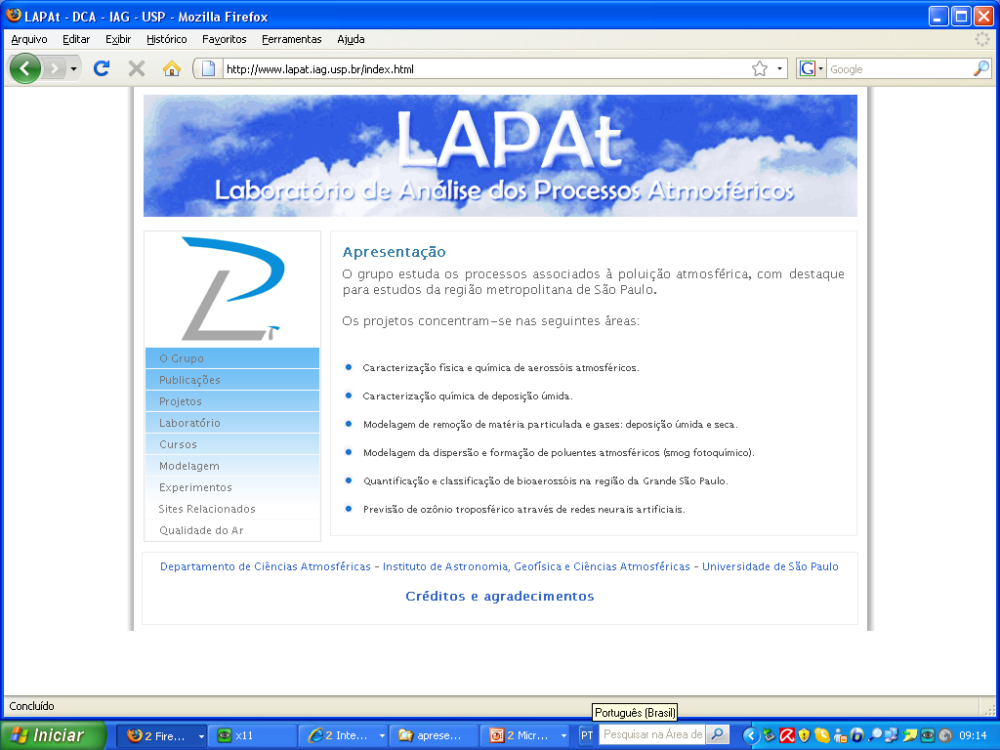 LAPAt - DCA - IAG - USP - Mozilla Firefox
Arquivo Editar Exibir Histórico Favoritos Ferramentas Ajuda
http://www.lapat.iag.usp.br/index.html
G Google
LAPAt
Laboratório de Análise dos Processos Atmosféricos
O Grupo
Publicações
Projetos
Laboratório
Cursos
Modelagem
Experimentos
Sites Relacionados
Qualidade do Ar
Apresentação
O grupo estuda os processos associados à poluição atmosférica, com destaque
para estudos da região metropolitana de São Paulo.
Os projetos concentram-se nas seguintes áreas:
Caracterização física e química de aerossóis atmosféricos.
Caracterização química de deposição úmida.
Modelagem de remoção de matéria particulada e gases: deposição úmida e seca.
Modelagem da dispersão e formação de poluentes atmosféricos (smog fotoquímico).
Quantificação e classificação de bioaerossóis na região da Grande São Paulo.
Previsão de ozônio troposférico através de redes neurais artificiais.
Departamento de Ciências Atmosféricas - Instituto de Astronomia, Geofísica e Ciências Atmosféricas - Universidade de São Paulo
Créditos e agradecimentos
Concluído
Português (Brasil)
Iniciar 2 Fire... x11 2 Inte... aprese... 2 Micr... PT Pesquisar na Área de 09:14